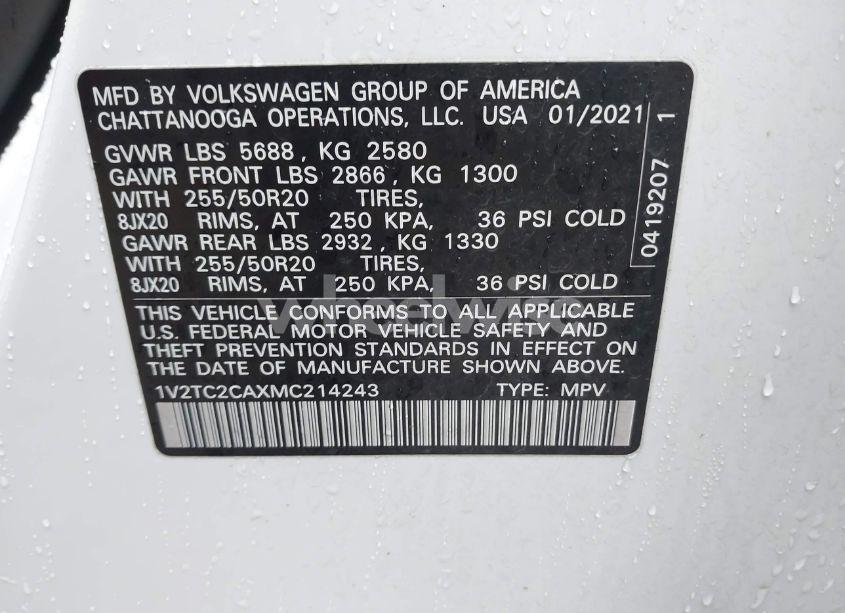 MFD BY VOLKSWAGEN GROUP OF AMERICA
CHATTANOOGA OPERATIONS, LLC. USA 01/2021
GVWR LBS 5688, KG 2580
GAWR FRONT LBS 2866, KG 1300
WITH 255/50R20 TIRES,
8JX20 RIMS, AT 250 KPA, 36 PSI COLD
GAWR REAR LBS 2932, KG 1330
WITH 255/50R20 TIRES,
8JX20 RIMS, AT 250 KPA, 36 PSI COLD
THIS VEHICLE CONFORMS TO ALL APPLICABLE
U.S. FEDERAL MOTOR VEHICLE SAFETY AND
THEFT PREVENTION STANDARDS IN EFFECT ON
THE DATE OF MANUFACTURE SHOWN ABOVE.
1V2TC2CAXMC214243 TYPE: MPV
0419207 1
wheelwire